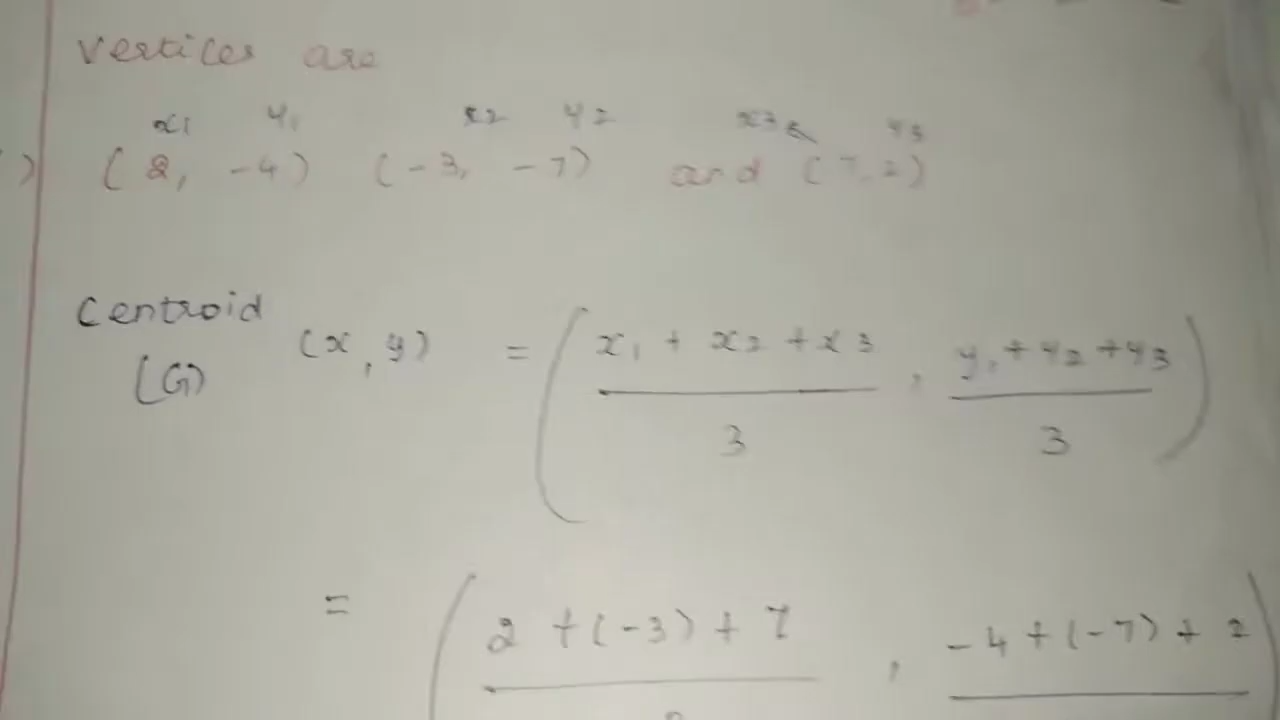 vertices are
x1 y1 x2 y2 x3 y3
) (2, -4) (-3, -7) and (7, 2)
Centroid
(G) (x, y) = ( x1 + x2 + x3 / 3 , y1 + y2 + y3 / 3 )
= ( 2 + (-3) + 7 , -4 + (-7) + 2 )